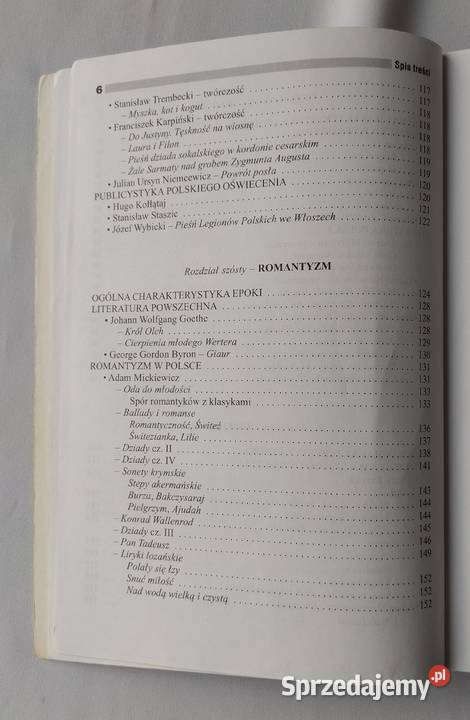 6
Spis treści
• Stanisław Trembecki – twórczość . . . . . . . . . . 117
– Myszka, kot i kogut . . . . . . . . . . 117
• Franciszek Karpiński – twórczość . . . . . . . . . . 118
– Do Justyny. Tęskność na wiosnę . . . . . . . . . . 118
– Laura i Filon . . . . . . . . . . 118
– Pieśń dziada sokalskiego w kordonie cesarskim . . . . . . . . . . 118
– Żale Sarmaty nad grobem Zygmunta Augusta . . . . . . . . . . 119
• Julian Ursyn Niemcewicz – Powrót posła . . . . . . . . . . 119
PUBLICYSTYKA POLSKIEGO OŚWIECENIA . . . . . . . . . . 120
• Hugo Kołłątaj . . . . . . . . . . 120
• Stanisław Staszic . . . . . . . . . . 121
• Józef Wybicki – Pieśń Legionów Polskich we Włoszech . . . . . . . . . . 122
Rozdział szósty – ROMANTYZM
OGÓLNA CHARAKTERYSTYKA EPOKI . . . . . . . . . . 124
LITERATURA POWSZECHNA . . . . . . . . . . 128
• Johann Wolfgang Goethe . . . . . . . . . . 128
– Król Olch . . . . . . . . . . 128
– Cierpienia młodego Wertera . . . . . . . . . . 129
• George Gordon Byron – Giaur . . . . . . . . . . 130
ROMANTYZM W POLSCE . . . . . . . . . . 131
• Adam Mickiewicz . . . . . . . . . . 131
– Oda do młodości . . . . . . . . . . 133
Spór romantyków z klasykami . . . . . . . . . . 133
– Ballady i romanse
Romantyczność, Świteź . . . . . . . . . . 136
Świtezianka, Lilie . . . . . . . . . . 137
– Dziady cz. II . . . . . . . . . . 138
– Dziady cz. IV . . . . . . . . . . 141
– Sonety krymskie
Stepy akermańskie . . . . . . . . . . 143
Burza, Bakczysaraj . . . . . . . . . . 144
Pielgrzym, Ajudah . . . . . . . . . . 144
– Konrad Wallenrod . . . . . . . . . . 145
– Dziady cz. III . . . . . . . . . . 146
– Pan Tadeusz . . . . . . . . . . 149
– Liryki lozańskie
Polały się łzy . . . . . . . . . . 152
Snuć miłość . . . . . . . . . . 152
Nad wodą wielką i czystą . . . . . . . . . . 152
Sprzedajemy.pl